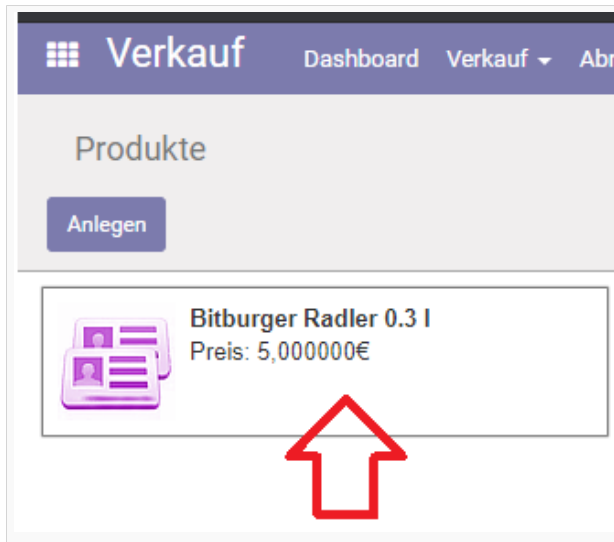 Verkauf
Dashboard
Verkauf
Produkte
Anlegen
Bitburger Radler 0.3 l
Preis: 5,000000€